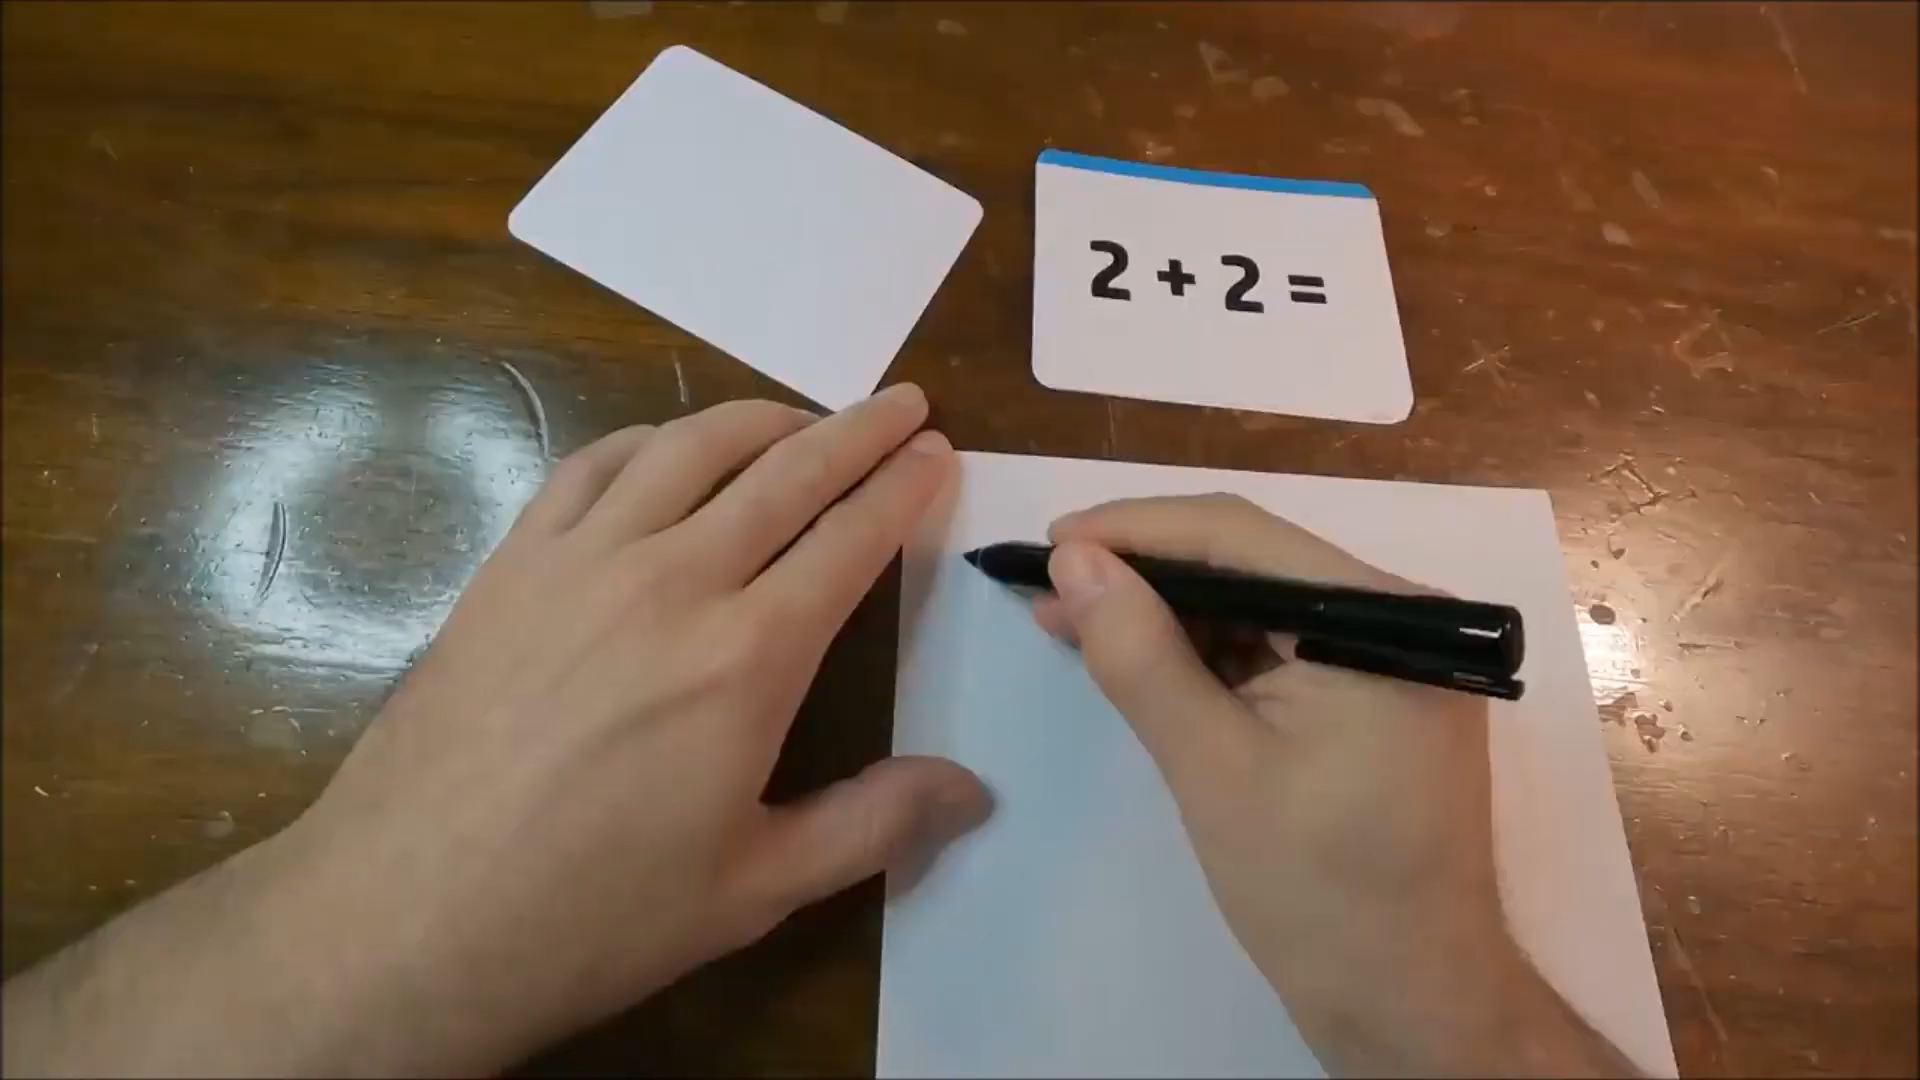 2 + 2 =